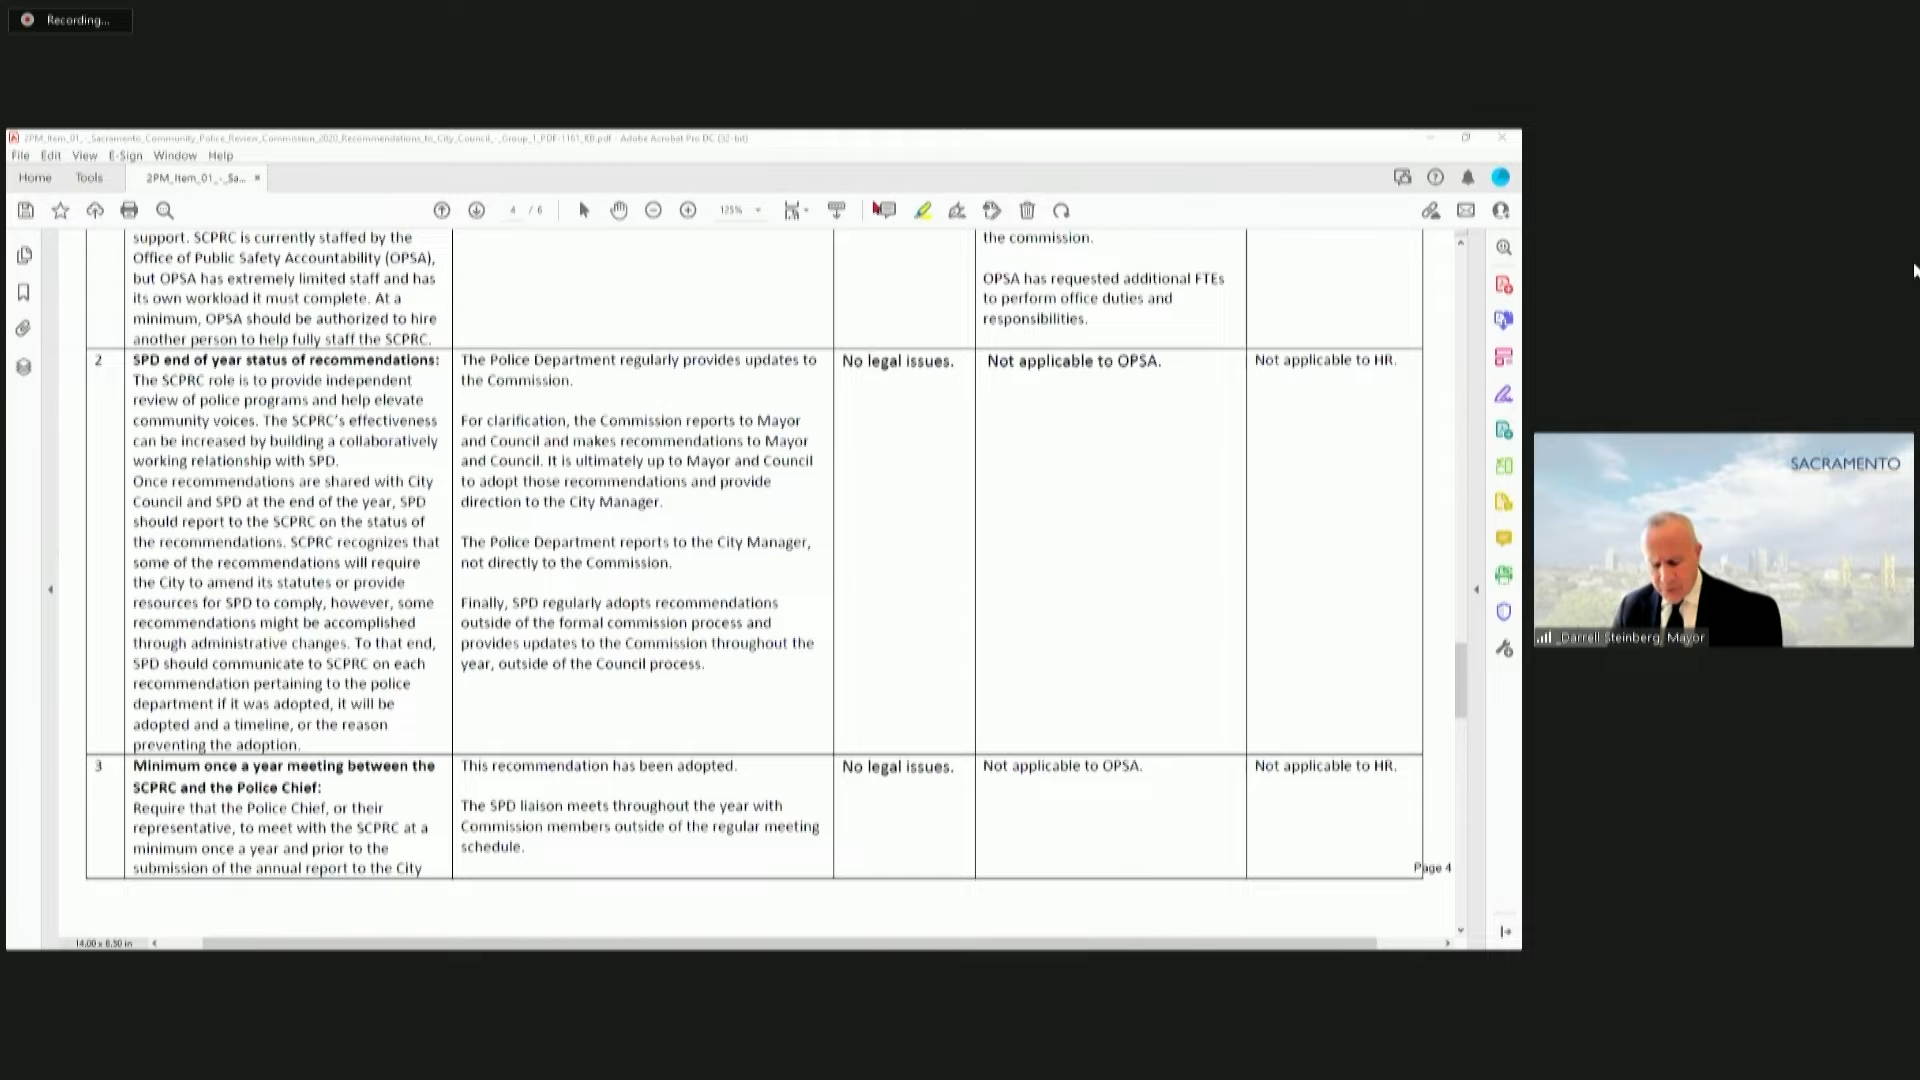 Recording...
2PM_Item_01_-_Sacramento_Community_Police_Review_Commission_2020_Recommendations_to_City_Council_-_Group_1_PDF-1161_KB.pdf - Adobe Acrobat Pro DC (32-bit)
File Edit View E-Sign Window Help
Home Tools 2PM_Item_01_-_Sa... ×
4 / 6 125%
support. SCPRC is currently staffed by the
Office of Public Safety Accountability (OPSA),
but OPSA has extremely limited staff and has
its own workload it must complete. At a
minimum, OPSA should be authorized to hire
another person to help fully staff the SCPRC.
the commission.
OPSA has requested additional FTEs
to perform office duties and
responsibilities.
2
SPD end of year status of recommendations:
The SCPRC role is to provide independent
review of police programs and help elevate
community voices. The SCPRC's effectiveness
can be increased by building a collaboratively
working relationship with SPD.
Once recommendations are shared with City
Council and SPD at the end of the year, SPD
should report to the SCPRC on the status of
the recommendations. SCPRC recognizes that
some of the recommendations will require
the City to amend its statutes or provide
resources for SPD to comply, however, some
recommendations might be accomplished
through administrative changes. To that end,
SPD should communicate to SCPRC on each
recommendation pertaining to the police
department if it was adopted, it will be
adopted and a timeline, or the reason
preventing the adoption.
The Police Department regularly provides updates to
the Commission.
For clarification, the Commission reports to Mayor
and Council and makes recommendations to Mayor
and Council. It is ultimately up to Mayor and Council
to adopt those recommendations and provide
direction to the City Manager.
The Police Department reports to the City Manager,
not directly to the Commission.
Finally, SPD regularly adopts recommendations
outside of the formal commission process and
provides updates to the Commission throughout the
year, outside of the Council process.
No legal issues.
Not applicable to OPSA.
Not applicable to HR.
3
Minimum once a year meeting between the
SCPRC and the Police Chief:
Require that the Police Chief, or their
representative, to meet with the SCPRC at a
minimum once a year and prior to the
submission of the annual report to the City
This recommendation has been adopted.
The SPD liaison meets throughout the year with
Commission members outside of the regular meeting
schedule.
No legal issues.
Not applicable to OPSA.
Not applicable to HR.
Page 4
14.00 x 8.50 in
SACRAMENTO
Darrell Steinberg, Mayor